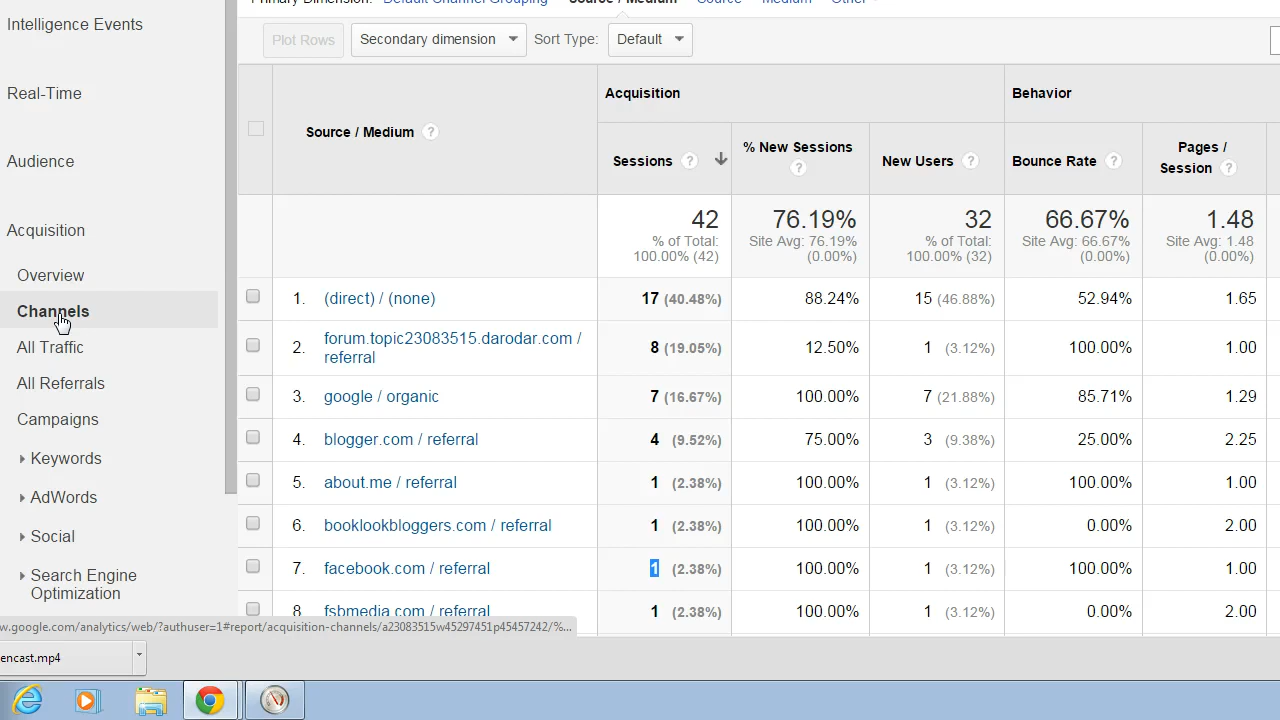 Primary Dimension: Default Channel Grouping Source / Medium Source Medium Other
Intelligence Events
Real-Time
Audience
Acquisition
Overview
Channels
All Traffic
All Referrals
Campaigns
Keywords
AdWords
Social
Search Engine
Optimization
Plot Rows Secondary dimension Sort Type: Default
Source / Medium ?
Acquisition Behavior
Sessions ? % New Sessions ? New Users ? Bounce Rate ? Pages / Session ?
42 76.19% 32 66.67% 1.48
% of Total: Site Avg: 76.19% % of Total: Site Avg: 66.67% Site Avg: 1.48
100.00% (42) (0.00%) 100.00% (32) (0.00%) (0.00%)
1. (direct) / (none) 17 (40.48%) 88.24% 15 (46.88%) 52.94% 1.65
2. forum.topic23083515.darodar.com /
referral 8 (19.05%) 12.50% 1 (3.12%) 100.00% 1.00
3. google / organic 7 (16.67%) 100.00% 7 (21.88%) 85.71% 1.29
4. blogger.com / referral 4 (9.52%) 75.00% 3 (9.38%) 25.00% 2.25
5. about.me / referral 1 (2.38%) 100.00% 1 (3.12%) 100.00% 1.00
6. booklookbloggers.com / referral 1 (2.38%) 100.00% 1 (3.12%) 0.00% 2.00
7. facebook.com / referral 1 (2.38%) 100.00% 1 (3.12%) 100.00% 1.00
8. fsbmedia.com / referral 1 (2.38%) 100.00% 1 (3.12%) 0.00% 2.00
w.google.com/analytics/web/?authuser=1#report/acquisition-channels/a23083515w45297451p45457242/%...
encast.mp4